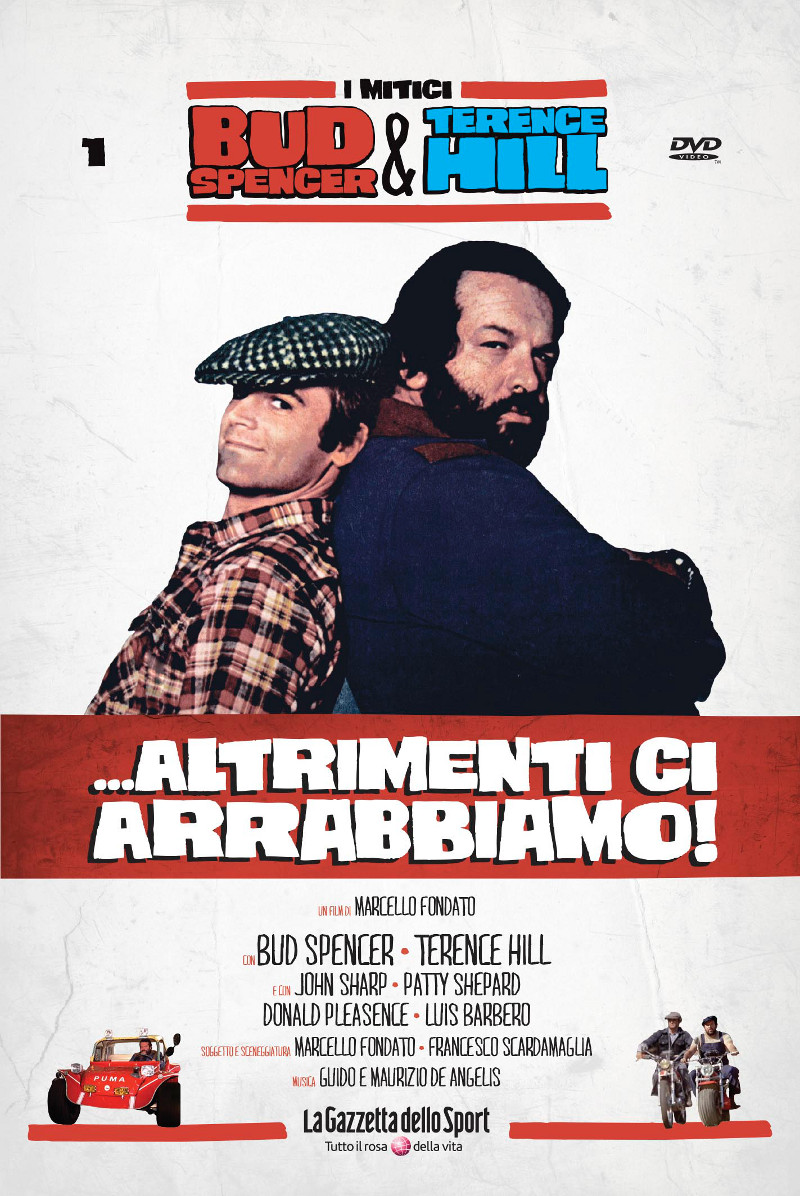 I MITICI
BUD SPENCER & TERENCE HILL
1
DVD VIDEO TM
...ALTRIMENTI CI
ARRABBIAMO!
UN FILM DI MARCELLO FONDATO
CON BUD SPENCER • TERENCE HILL
E CON JOHN SHARP • PATTY SHEPARD
DONALD PLEASENCE • LUIS BARBERO
SOGGETTO E SCENEGGIATURA MARCELLO FONDATO • FRANCESCO SCARDAMAGLIA
MUSICA GUIDO E MAURIZIO DE ANGELIS
PUMA
La Gazzetta dello Sport
Tutto il rosa della vita